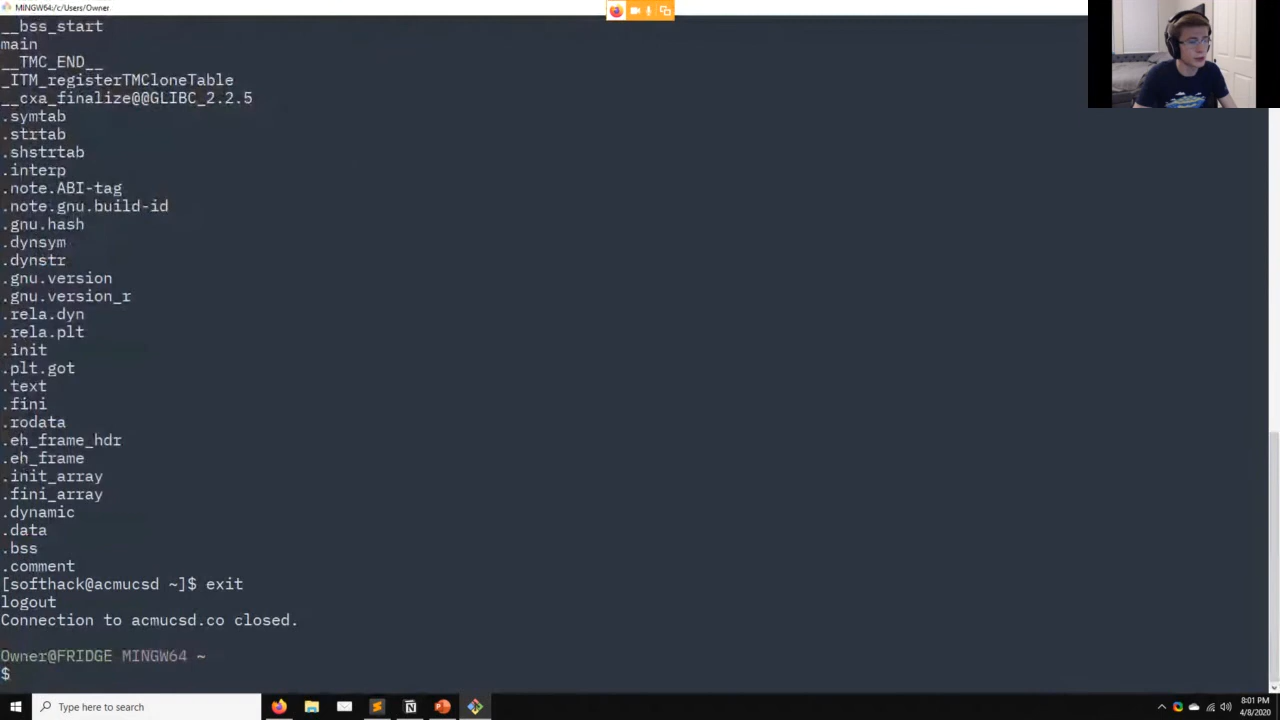 MINGW64:/c/Users/Owner
__bss_start
main
__TMC_END__
_ITM_registerTMCloneTable
__cxa_finalize@@GLIBC_2.2.5
.symtab
.strtab
.shstrtab
.interp
.note.ABI-tag
.note.gnu.build-id
.gnu.hash
.dynsym
.dynstr
.gnu.version
.gnu.version_r
.rela.dyn
.rela.plt
.init
.plt.got
.text
.fini
.rodata
.eh_frame_hdr
.eh_frame
.init_array
.fini_array
.dynamic
.data
.bss
.comment
[softhack@acmucsd ~]$ exit
logout
Connection to acmucsd.co closed.
Owner@FRIDGE MINGW64 ~
$
Type here to search
8:01 PM
4/8/2020